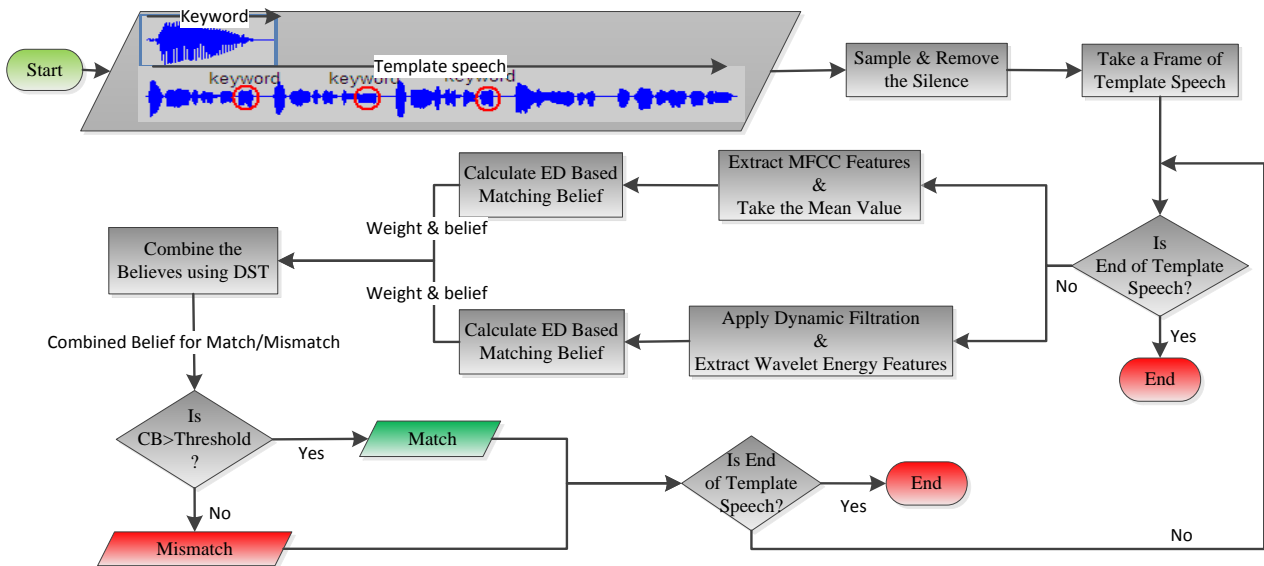 Keyword
Start
Template speech
keyword
keyword
keyword
Sample & Remove
the Silence
Take a Frame of
Template Speech
Calculate ED Based
Matching Belief
Extract MFCC Features
&
Take the Mean Value
Weight & belief
Combine the
Believes using DST
Is
End of Template
Speech?
No
Weight & belief
Calculate ED Based
Matching Belief
Apply Dynamic Filtration
&
Extract Wavelet Energy Features
Yes
End
Combined Belief for Match/Mismatch
Is
CB>Threshold
?
Yes
Match
No
Mismatch
Is End
of Template
Speech?
Yes
End
No